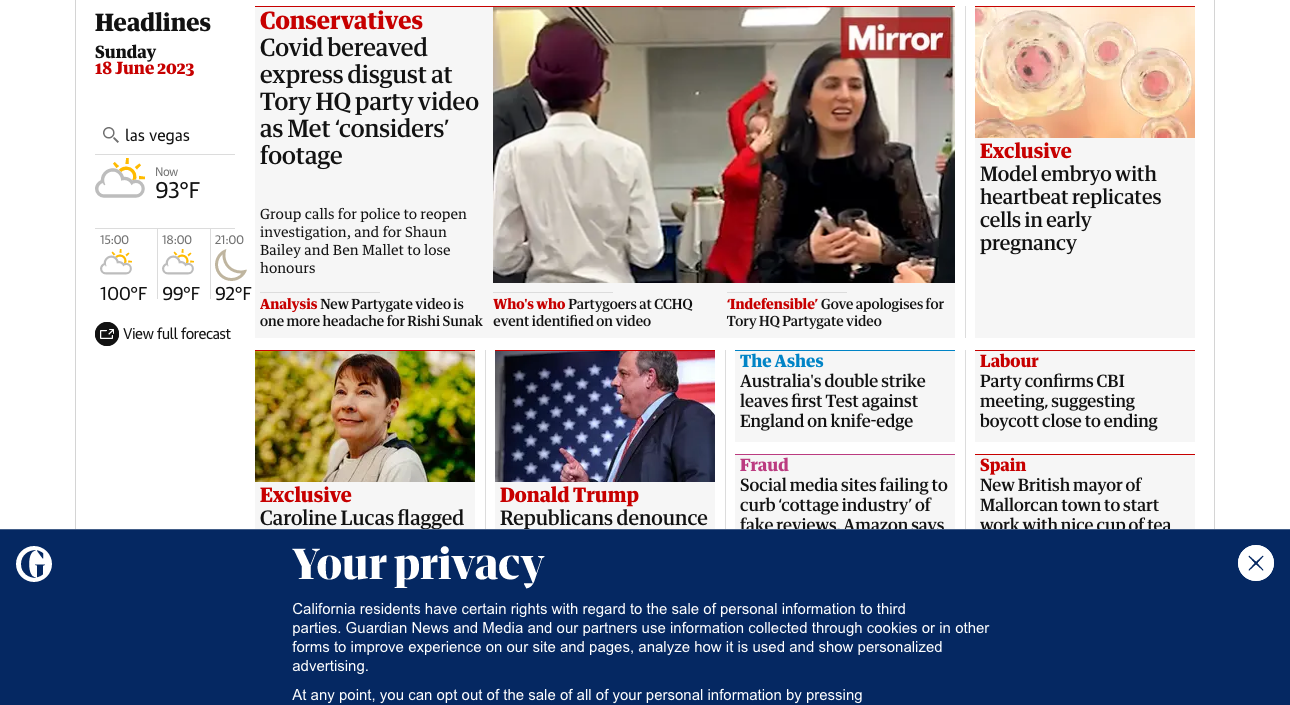 Headlines
Sunday
18 June 2023
las vegas
Now
93°F
15:00
18:00
21:00
100°F
99°F
92°F
View full forecast
Conservatives
Covid bereaved
express disgust at
Tory HQ party video
as Met ‘considers’
footage
Group calls for police to reopen
investigation, and for Shaun
Bailey and Ben Mallet to lose
honours
Mirror
Analysis New Partygate video is
one more headache for Rishi Sunak
Who's who Partygoers at CCHQ
event identified on video
‘Indefensible’ Gove apologises for
Tory HQ Partygate video
Exclusive
Model embryo with
heartbeat replicates
cells in early
pregnancy
Exclusive
Caroline Lucas flagged
Donald Trump
Republicans denounce
The Ashes
Australia's double strike
leaves first Test against
England on knife-edge
Fraud
Social media sites failing to
curb ‘cottage industry’ of
fake reviews, Amazon says
Labour
Party confirms CBI
meeting, suggesting
boycott close to ending
Spain
New British mayor of
Mallorcan town to start
work with nice cup of tea
G
Your privacy
California residents have certain rights with regard to the sale of personal information to third
parties. Guardian News and Media and our partners use information collected through cookies or in other
forms to improve experience on our site and pages, analyze how it is used and show personalized
advertising.
At any point, you can opt out of the sale of all of your personal information by pressing